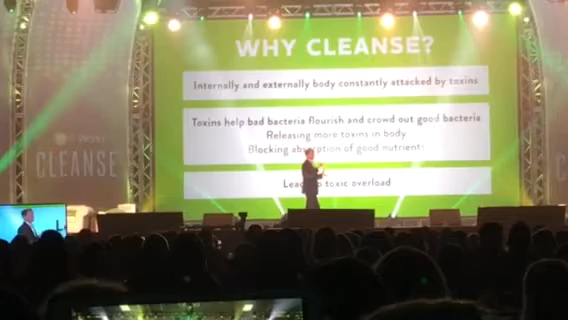 WHY CLEANSE?
Internally and externally body constantly attacked by toxins
Toxins help bad bacteria flourish and crowd out good bacteria
Releasing more toxins in body
Blocking absorption of good nutrients
Lead to toxic overload
CLEANSE